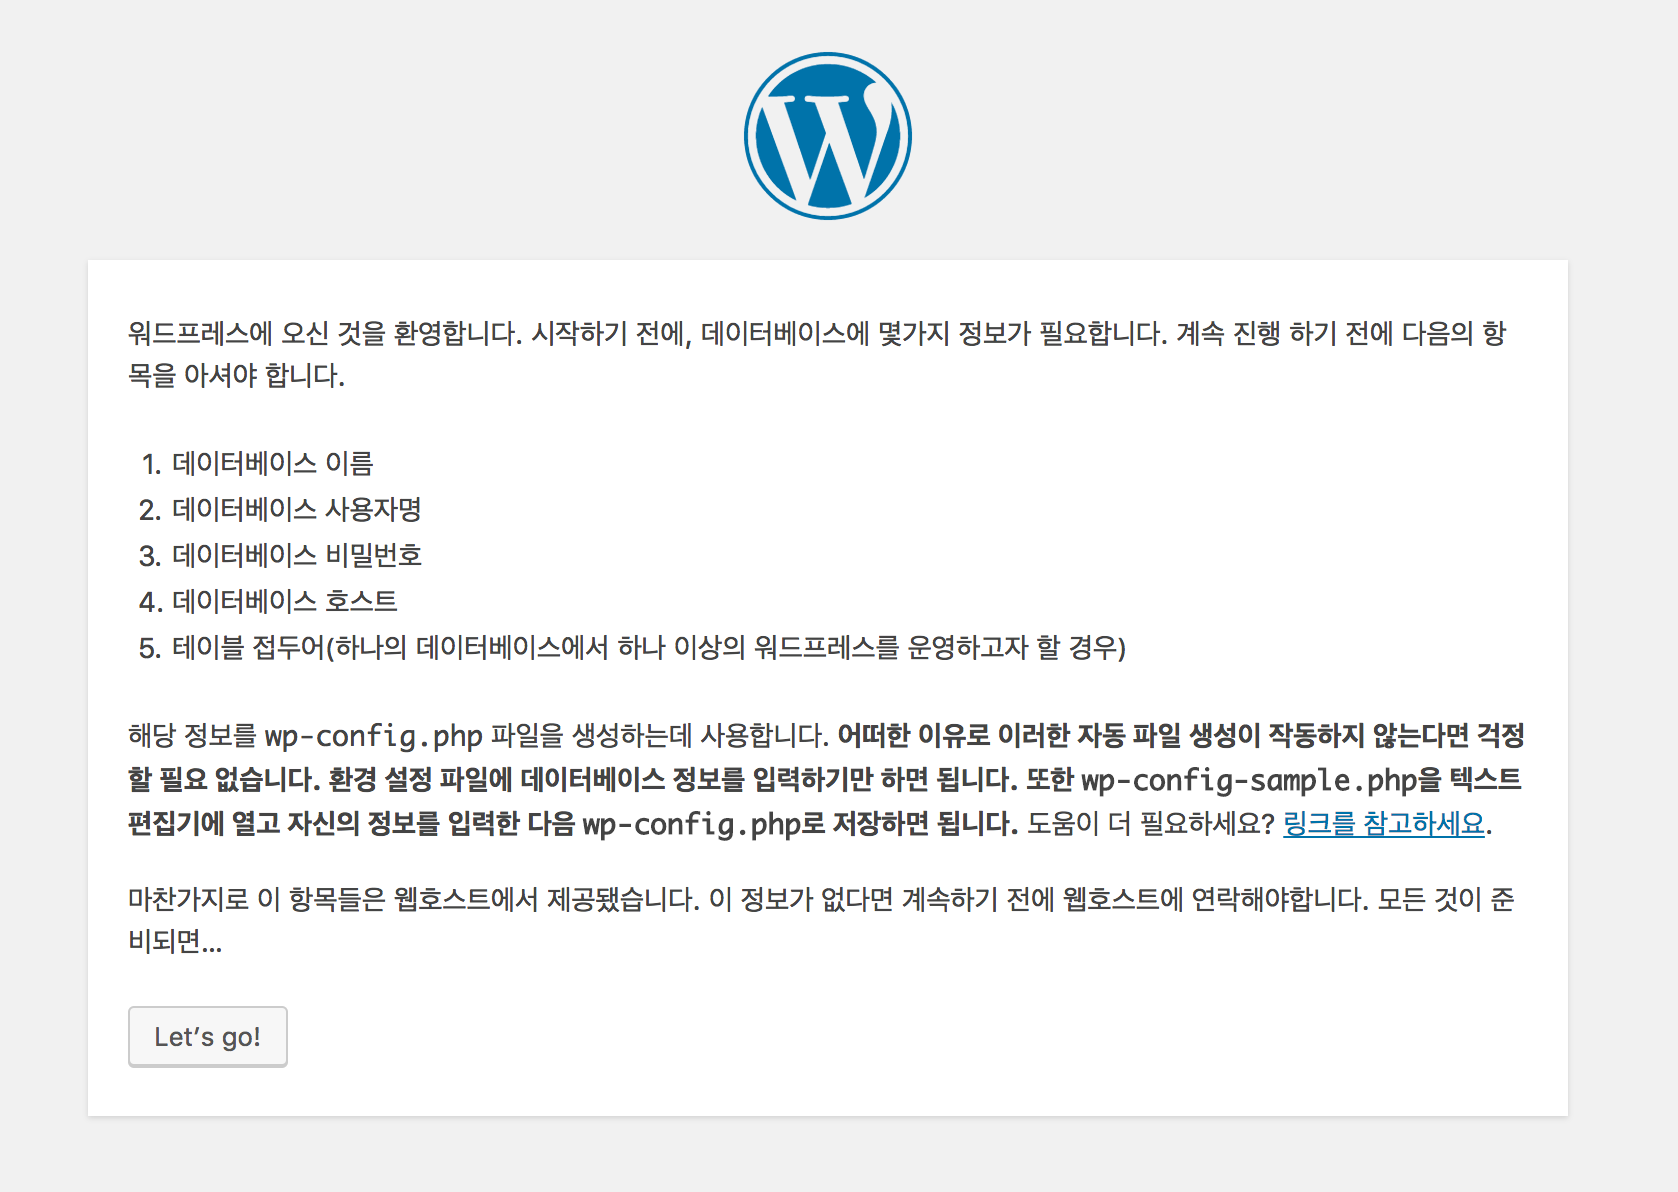 워드프레스에 오신 것을 환영합니다. 시작하기 전에, 데이터베이스에 몇가지 정보가 필요합니다. 계속 진행 하기 전에 다음의 항
목을 아셔야 합니다.
1. 데이터베이스 이름
2. 데이터베이스 사용자명
3. 데이터베이스 비밀번호
4. 데이터베이스 호스트
5. 테이블 접두어(하나의 데이터베이스에서 하나 이상의 워드프레스를 운영하고자 할 경우)
해당 정보를 wp-config.php 파일을 생성하는데 사용합니다. 어떠한 이유로 이러한 자동 파일 생성이 작동하지 않는다면 걱정
할 필요 없습니다. 환경 설정 파일에 데이터베이스 정보를 입력하기만 하면 됩니다. 또한 wp-config-sample.php을 텍스트
편집기에 열고 자신의 정보를 입력한 다음 wp-config.php로 저장하면 됩니다. 도움이 더 필요하세요? 링크를 참고하세요.
마찬가지로 이 항목들은 웹호스트에서 제공됐습니다. 이 정보가 없다면 계속하기 전에 웹호스트에 연락해야합니다. 모든 것이 준
비되면…
Let’s go!